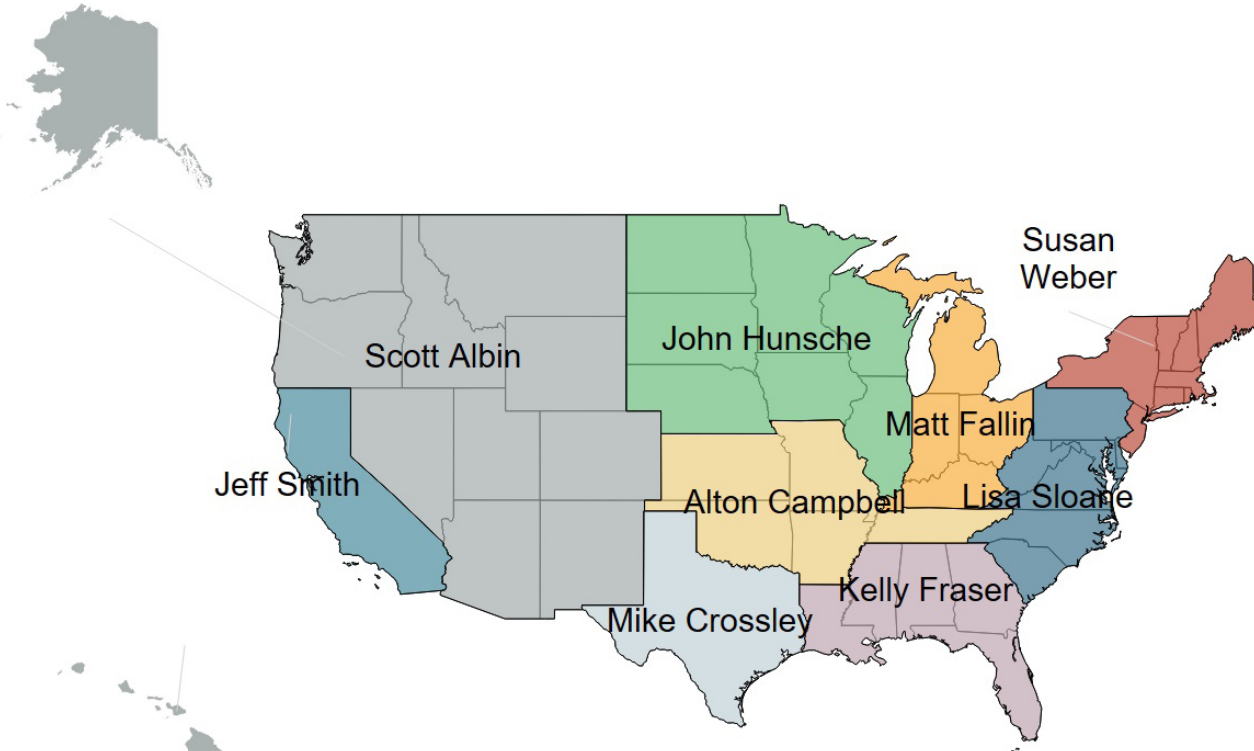 Susan
Weber
John Hunsche
Scott Albin
Matt Fallin
Jeff Smith
Alton Campbell
Lisa Sloane
Kelly Fraser
Mike Crossley